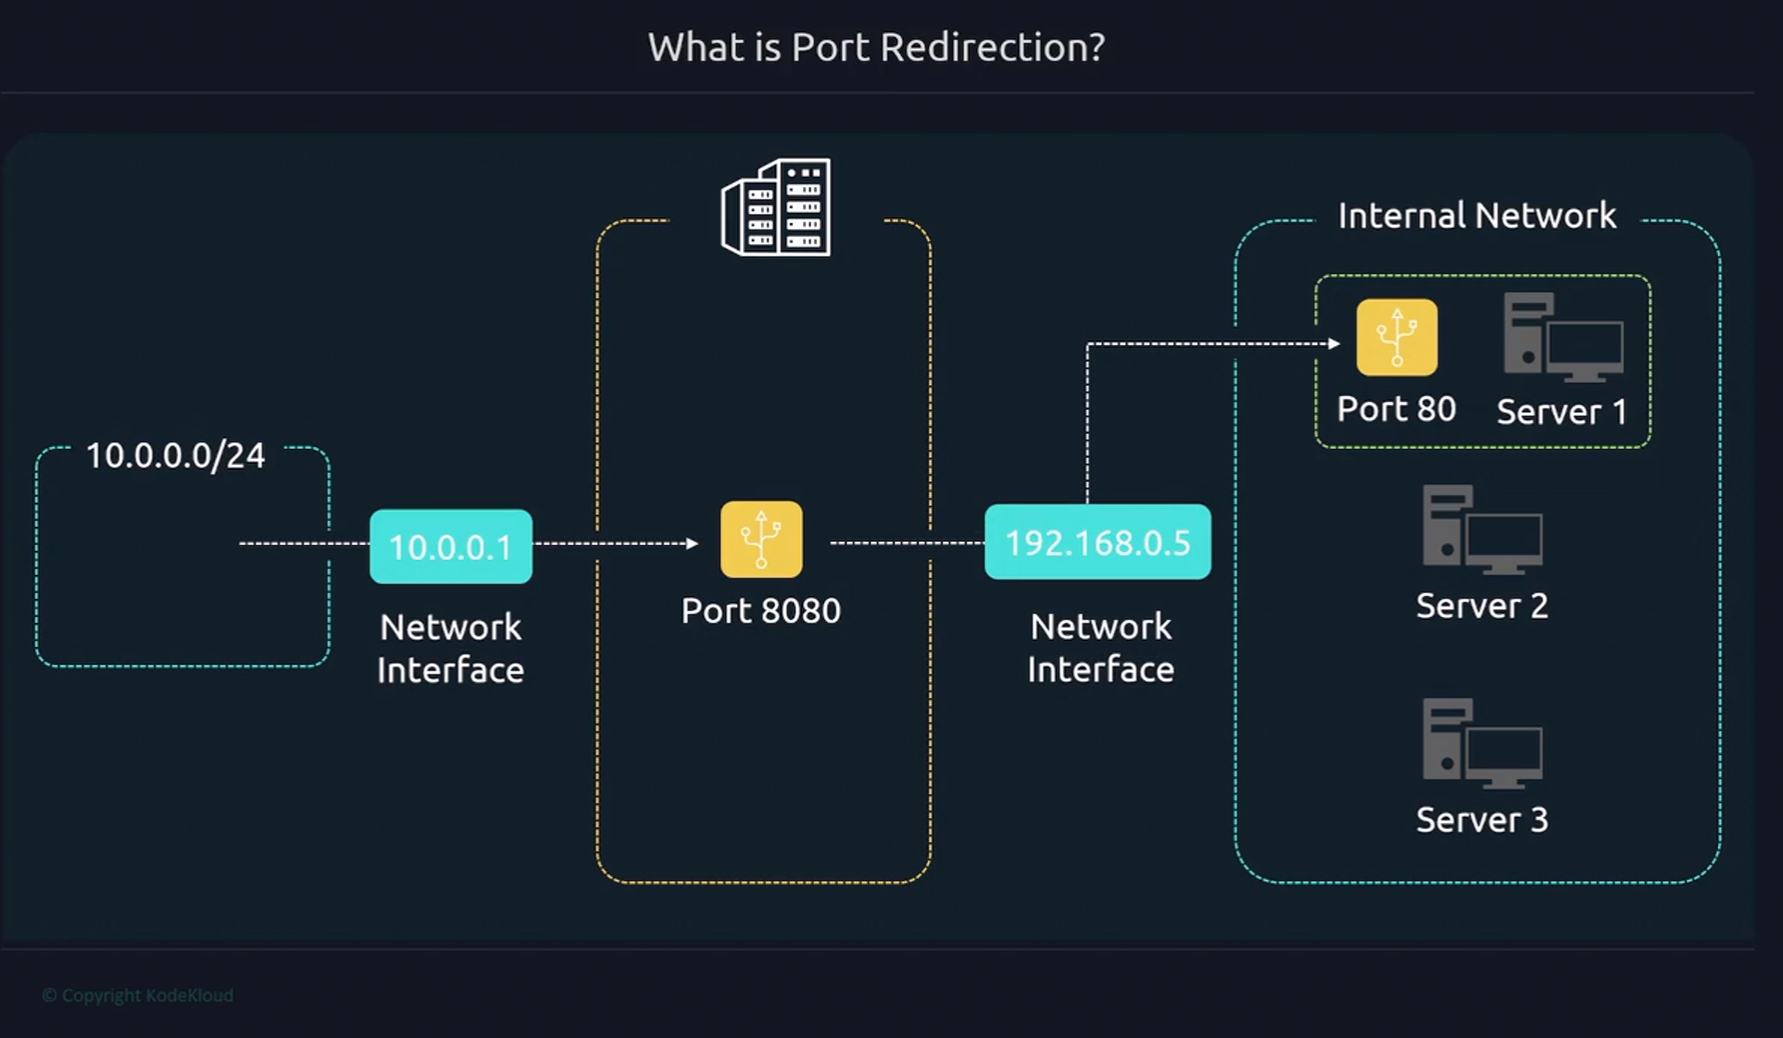 What is Port Redirection?
Internal Network
Port 80
Server 1
10.0.0.0/24
10.0.0.1
Network
Interface
Port 8080
192.168.0.5
Network
Interface
Server 2
Server 3
© Copyright KodeKloud